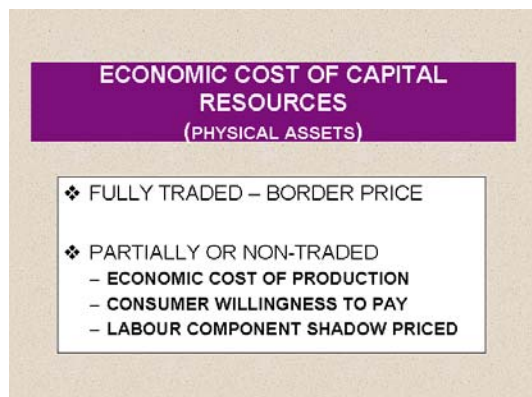 ECONOMIC COST OF CAPITAL
RESOURCES
(PHYSICAL ASSETS)
❖ FULLY TRADED – BORDER PRICE
❖ PARTIALLY OR NON-TRADED
– ECONOMIC COST OF PRODUCTION
– CONSUMER WILLINGNESS TO PAY
– LABOUR COMPONENT SHADOW PRICED